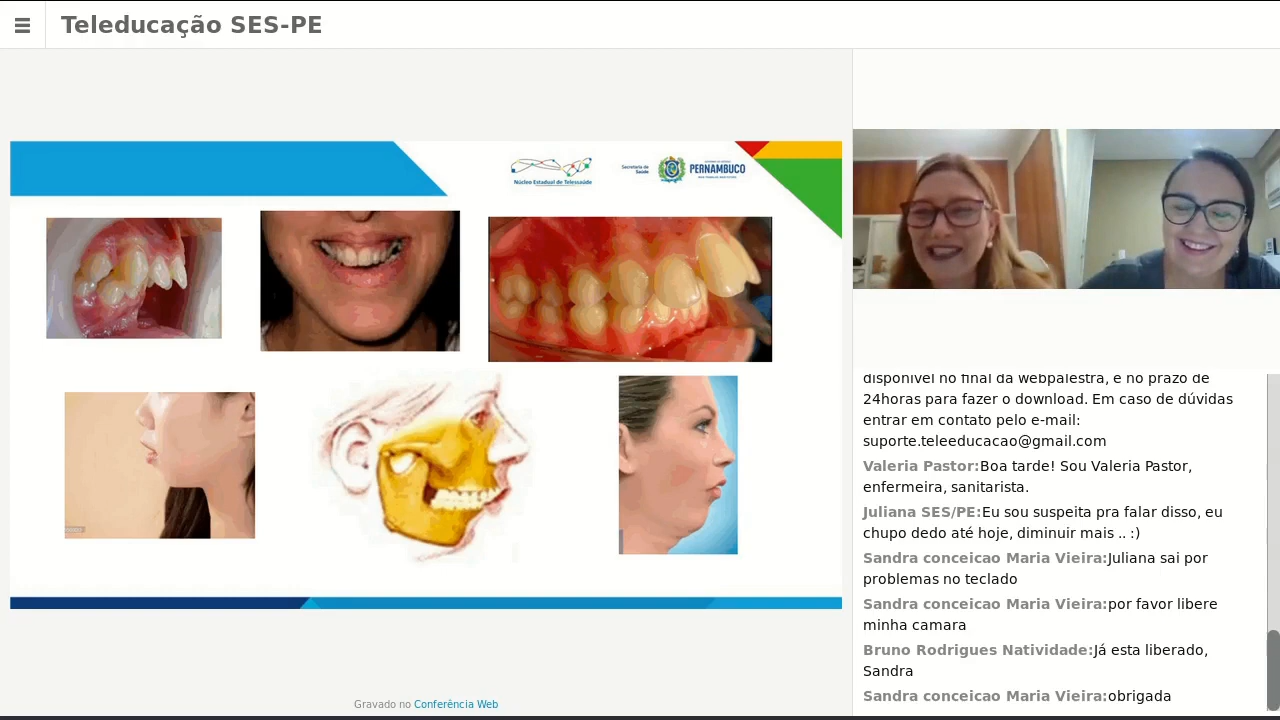 Teleducação SES-PE
Núcleo Estadual de Telessaúde
Secretaria de
Saúde
PERNAMBUCO
disponível no final da webpalestra, e no prazo de
24horas para fazer o download. Em caso de dúvidas
entrar em contato pelo e-mail:
suporte.teleeducacao@gmail.com
Valeria Pastor:Boa tarde! Sou Valeria Pastor,
enfermeira, sanitarista.
Juliana SES/PE:Eu sou suspeita pra falar disso, eu
chupo dedo até hoje, diminuir mais .. :)
Sandra conceicao Maria Vieira:Juliana sai por
problemas no teclado
Sandra conceicao Maria Vieira:por favor libere
minha camara
Bruno Rodrigues Natividade:Já esta liberado,
Sandra
Sandra conceicao Maria Vieira:obrigada
Gravado no Conferência Web